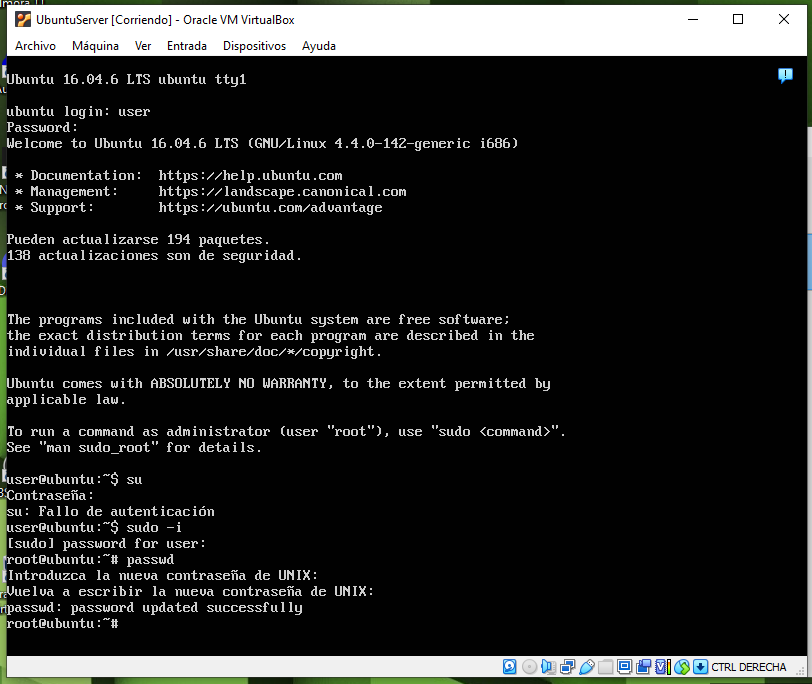 UbuntuServer [Corriendo] - Oracle VM VirtualBox
Archivo Máquina Ver Entrada Dispositivos Ayuda
Ubuntu 16.04.6 LTS ubuntu tty1
ubuntu login: user
Password:
Welcome to Ubuntu 16.04.6 LTS (GNU/Linux 4.4.0-142-generic i686)
* Documentation: https://help.ubuntu.com
* Management: https://landscape.canonical.com
* Support: https://ubuntu.com/advantage
Pueden actualizarse 194 paquetes.
138 actualizaciones son de seguridad.
The programs included with the Ubuntu system are free software;
the exact distribution terms for each program are described in the
individual files in /usr/share/doc/*/copyright.
Ubuntu comes with ABSOLUTELY NO WARRANTY, to the extent permitted by
applicable law.
To run a command as administrator (user "root"), use "sudo <command>".
See "man sudo_root" for details.
user@ubuntu:~$ su
Contraseña:
su: Fallo de autenticación
user@ubuntu:~$ sudo -i
[sudo] password for user:
root@ubuntu:~# passwd
Introduzca la nueva contraseña de UNIX:
Vuelva a escribir la nueva contraseña de UNIX:
passwd: password updated successfully
root@ubuntu:~#
CTRL DERECHA